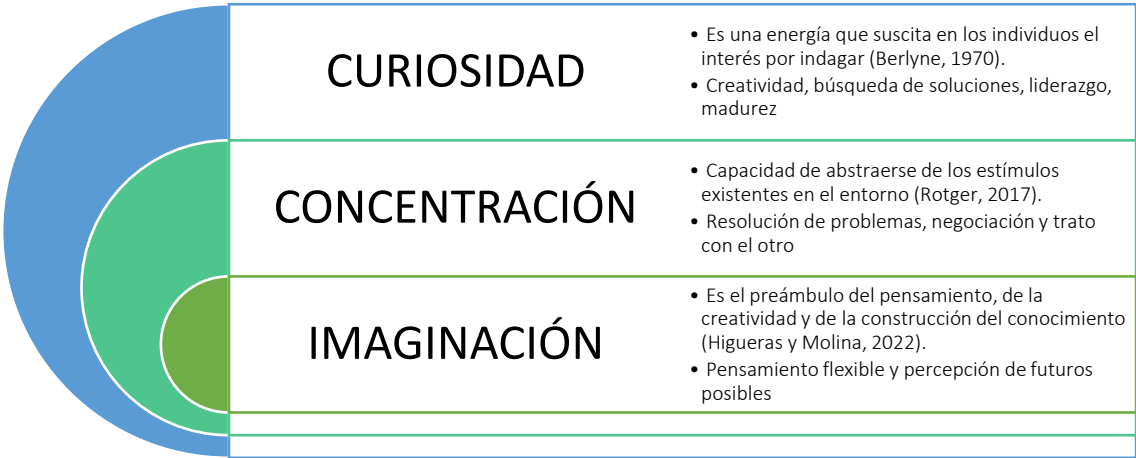 CURIOSIDAD
• Es una energía que suscita en los individuos el
interés por indagar (Berlyne, 1970).
• Creatividad, búsqueda de soluciones, liderazgo,
madurez
CONCENTRACIÓN
• Capacidad de abstraerse de los estímulos
existentes en el entorno (Rotger, 2017).
• Resolución de problemas, negociación y trato
con el otro
IMAGINACIÓN
• Es el preámbulo del pensamiento, de la
creatividad y de la construcción del conocimiento
(Higueras y Molina, 2022).
• Pensamiento flexible y percepción de futuros
posibles